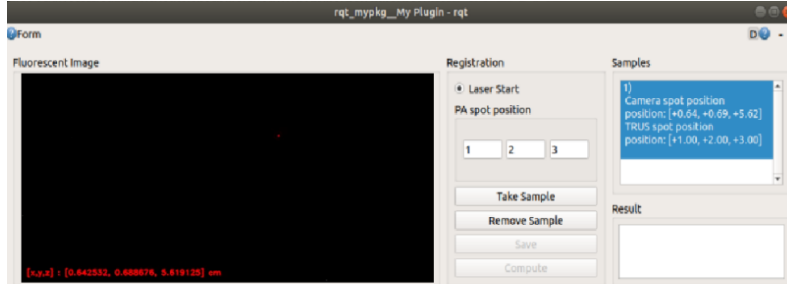 rqt_mypkg__My Plugin - rqt
Form
D
Fluorescent Image
[x,y,z] : [0.642532, 0.688676, 5.619125] cm
Registration
Laser Start
PA spot position
1 2 3
Take Sample
Remove Sample
Save
Compute
Samples
1)
Camera spot position
position: [+0.64, +0.69, +5.62]
TRUS spot position
position: [+1.00, +2.00, +3.00]
Result